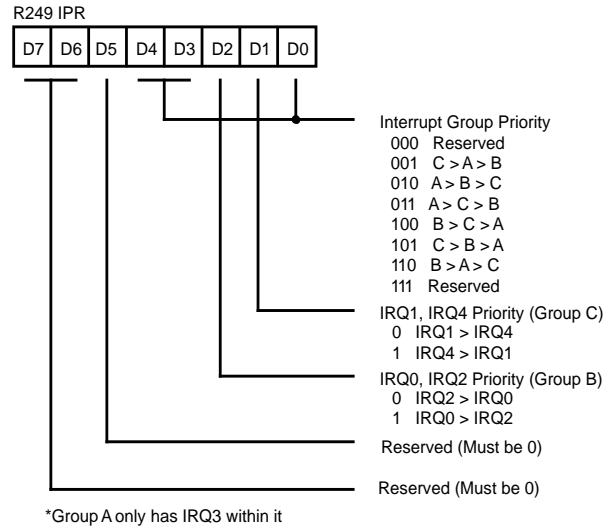 R249 IPR
D7 D6 D5 D4 D3 D2 D1 D0
Interrupt Group Priority
000 Reserved
001 C > A > B
010 A > B > C
011 A > C > B
100 B > C > A
101 C > B > A
110 B > A > C
111 Reserved
IRQ1, IRQ4 Priority (Group C)
0 IRQ1 > IRQ4
1 IRQ4 > IRQ1
IRQ0, IRQ2 Priority (Group B)
0 IRQ2 > IRQ0
1 IRQ0 > IRQ2
Reserved (Must be 0)
Reserved (Must be 0)
*Group A only has IRQ3 within it